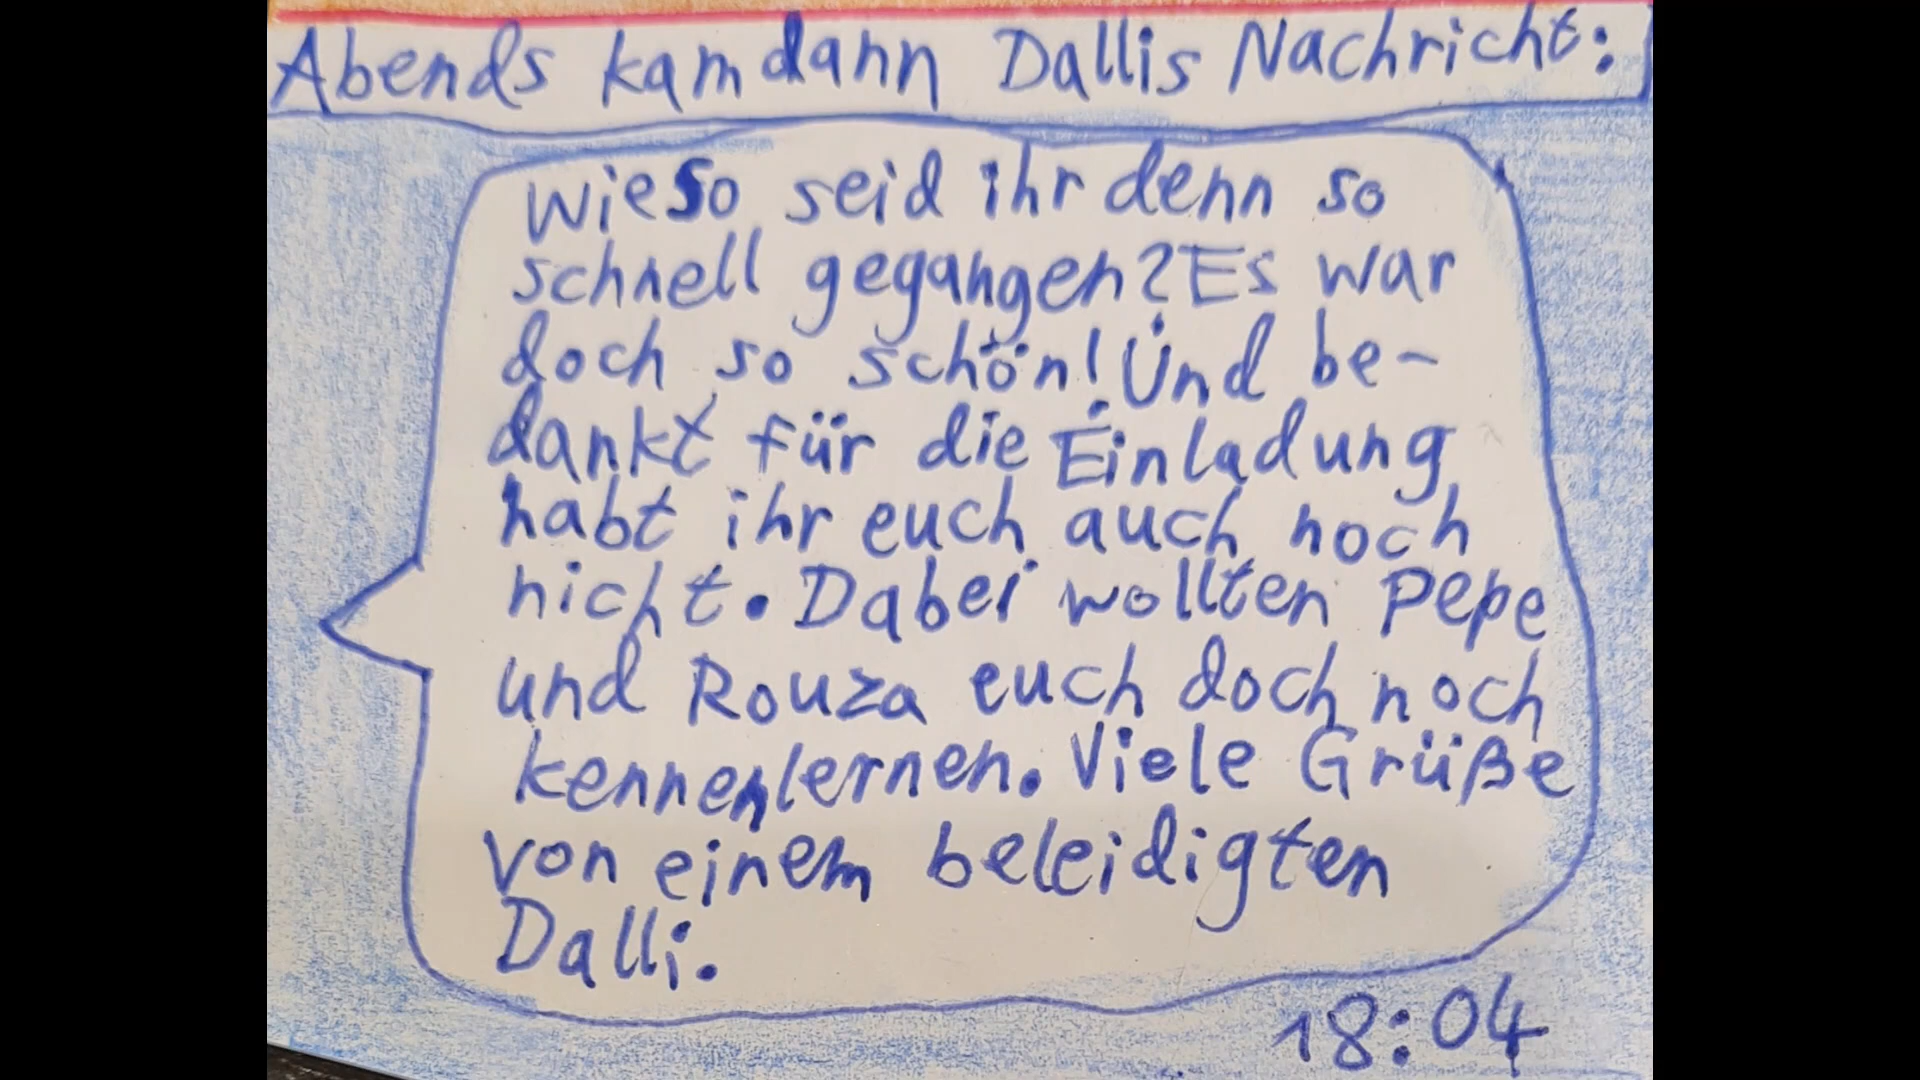 Abends kam dann Dallis Nachricht:
Wieso seid ihr denn so
schnell gegangen? Es war
doch so schön! Und be-
dankt für die Einladung
habt ihr euch auch noch
nicht. Dabei wollten Pepe
und Rouza euch doch noch
kennenlernen. Viele Grüße
von einem beleidigten
Dalli.
18:04